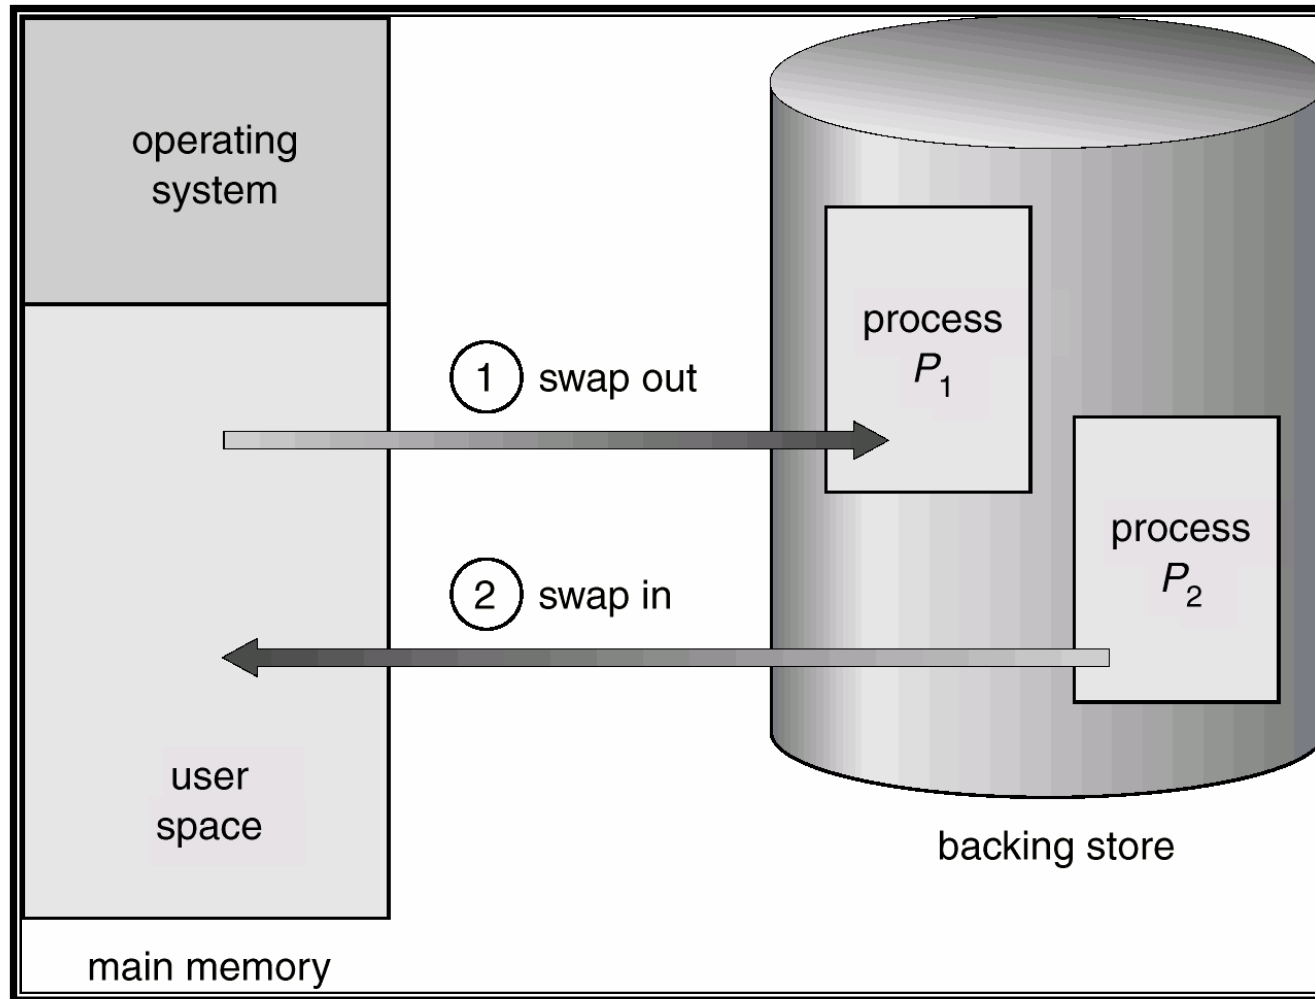 operating
system
process
P₁
1 swap out
process
P₂
2 swap in
user
space
backing store
main memory